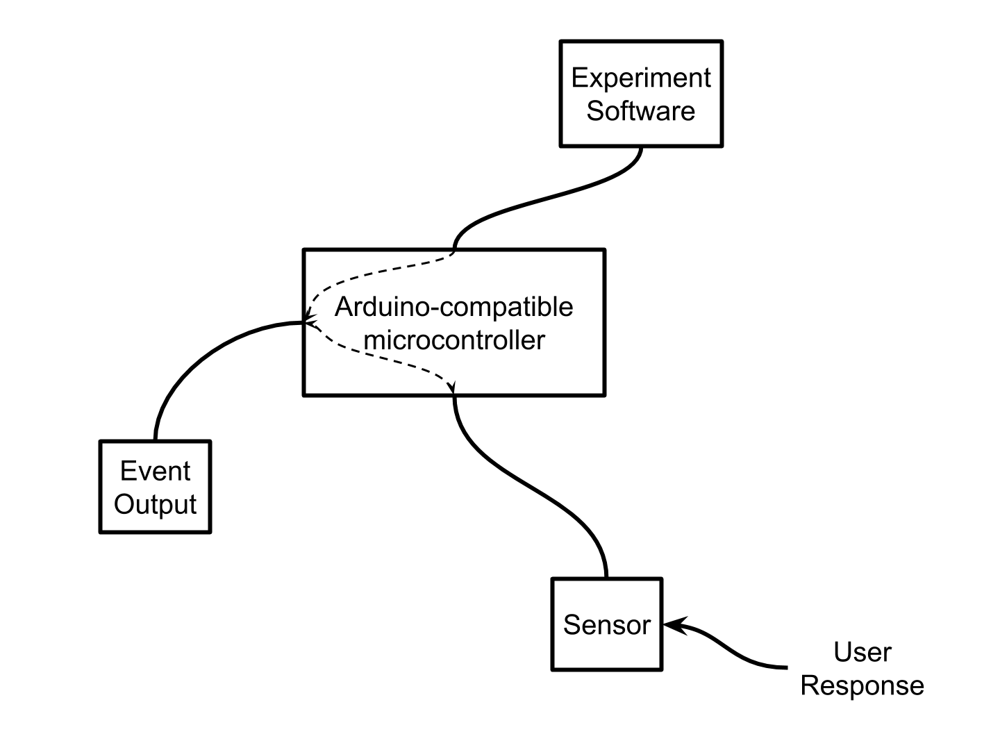 Experiment
Software
Arduino-compatible
microcontroller
Event
Output
Sensor
User
Response